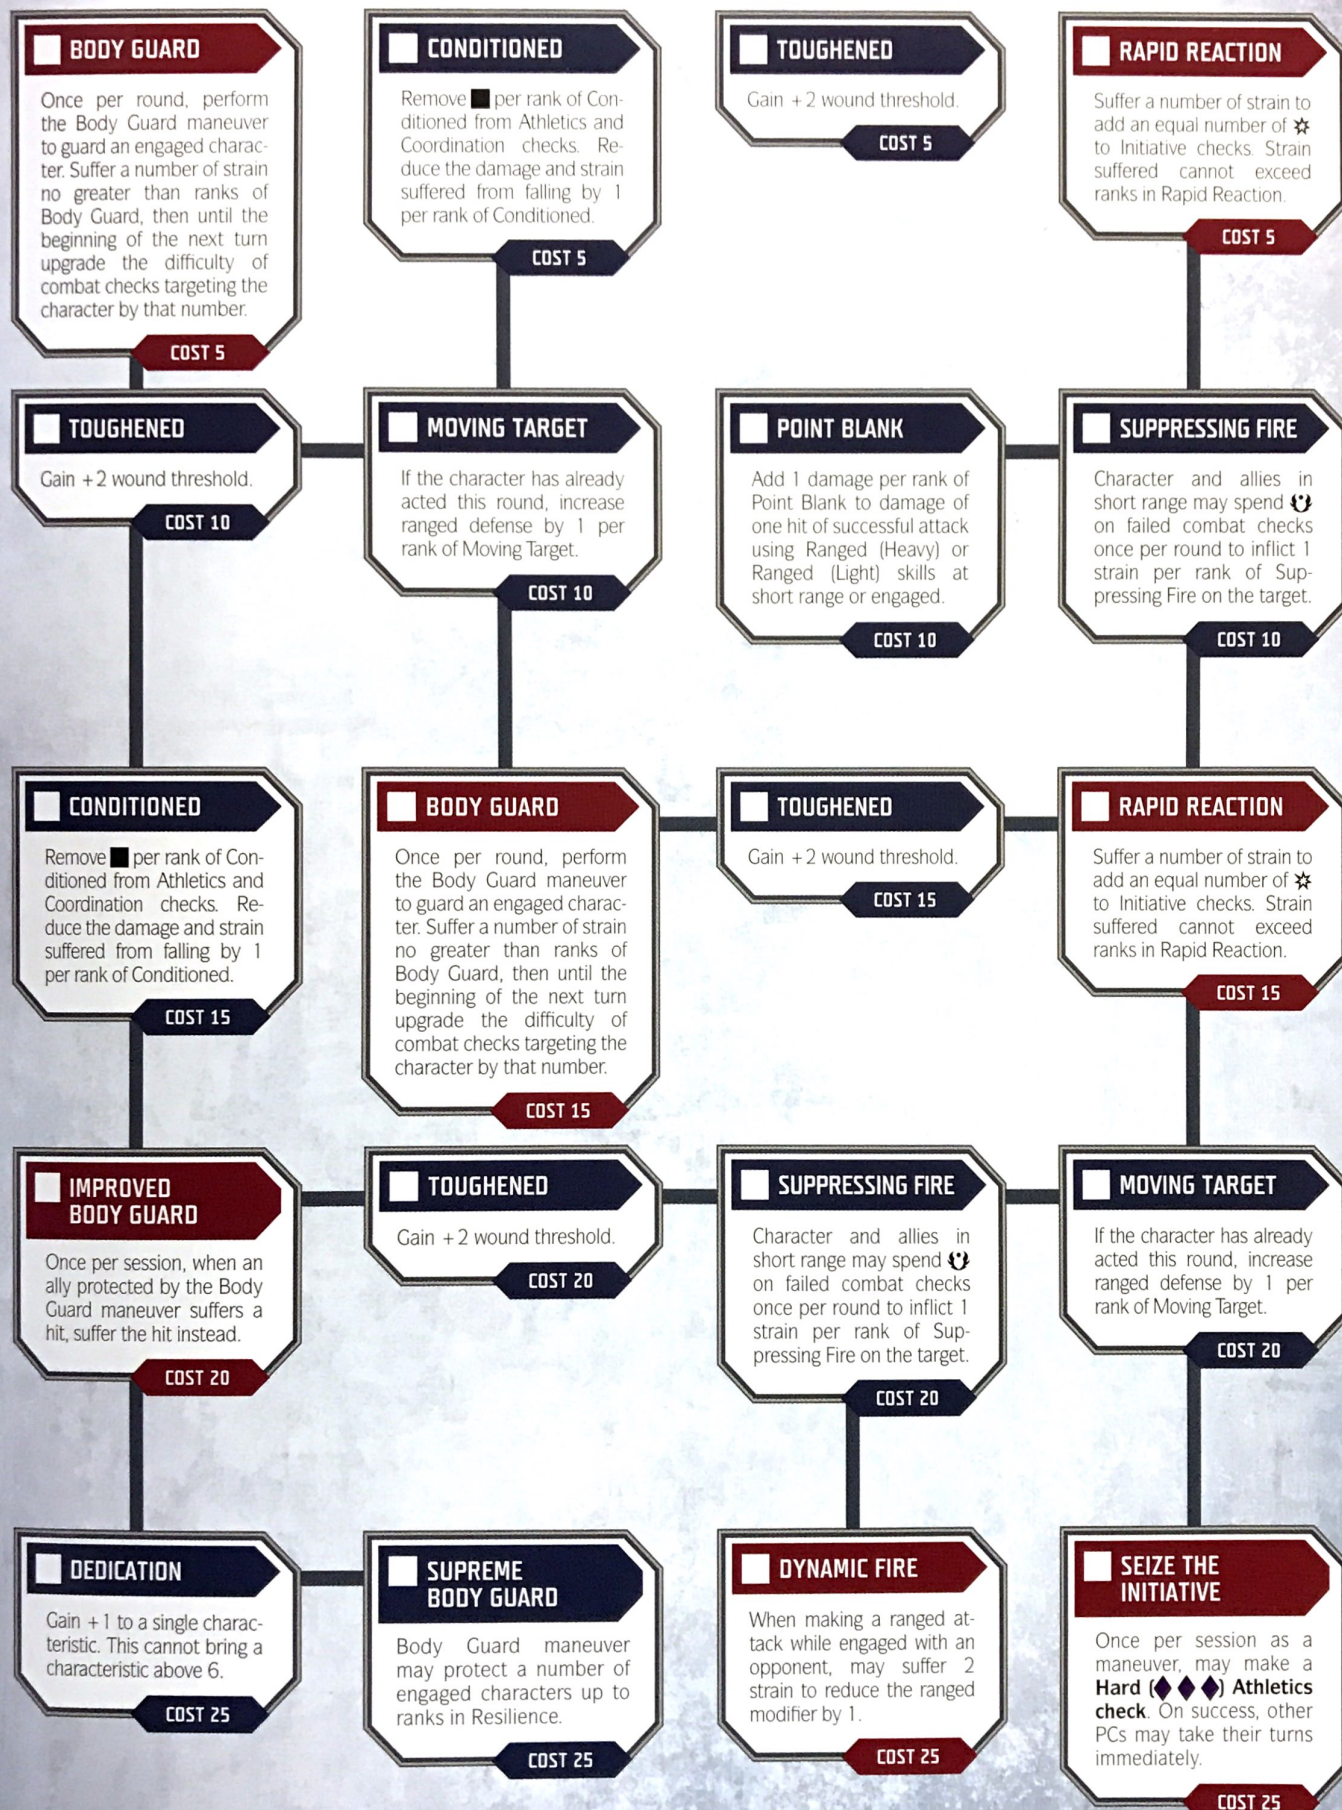 BODY GUARD
Once per round, perform
the Body Guard maneuver
to guard an engaged charac-
ter. Suffer a number of strain
no greater than ranks of
Body Guard, then until the
beginning of the next turn
upgrade the difficulty of
combat checks targeting the
character by that number.
COST 5
CONDITIONED
Remove ■ per rank of Con-
ditioned from Athletics and
Coordination checks. Re-
duce the damage and strain
suffered from falling by 1
per rank of Conditioned.
COST 5
TOUGHENED
Gain +2 wound threshold.
COST 5
RAPID REACTION
Suffer a number of strain to
add an equal number of
to Initiative checks. Strain
suffered cannot exceed
ranks in Rapid Reaction.
COST 5
TOUGHENED
Gain +2 wound threshold.
COST 10
MOVING TARGET
If the character has already
acted this round, increase
ranged defense by 1 per
rank of Moving Target.
COST 10
POINT BLANK
Add 1 damage per rank of
Point Blank to damage of
one hit of successful attack
using Ranged (Heavy) or
Ranged (Light) skills at
short range or engaged.
COST 10
SUPPRESSING FIRE
Character and allies in
short range may spend
on failed combat checks
once per round to inflict 1
strain per rank of Sup-
pressing Fire on the target.
COST 10
CONDITIONED
Remove ■ per rank of Con-
ditioned from Athletics and
Coordination checks. Re-
duce the damage and strain
suffered from falling by 1
per rank of Conditioned.
COST 15
BODY GUARD
Once per round, perform
the Body Guard maneuver
to guard an engaged charac-
ter. Suffer a number of strain
no greater than ranks of
Body Guard, then until the
beginning of the next turn
upgrade the difficulty of
combat checks targeting the
character by that number.
COST 15
TOUGHENED
Gain +2 wound threshold.
COST 15
RAPID REACTION
Suffer a number of strain to
add an equal number of
to Initiative checks. Strain
suffered cannot exceed
ranks in Rapid Reaction.
COST 15
IMPROVED
BODY GUARD
Once per session, when an
ally protected by the Body
Guard maneuver suffers a
hit, suffer the hit instead.
COST 20
TOUGHENED
Gain +2 wound threshold.
COST 20
SUPPRESSING FIRE
Character and allies in
short range may spend
on failed combat checks
once per round to inflict 1
strain per rank of Sup-
pressing Fire on the target.
COST 20
MOVING TARGET
If the character has already
acted this round, increase
ranged defense by 1 per
rank of Moving Target.
COST 20
DEDICATION
Gain +1 to a single charac-
teristic. This cannot bring a
characteristic above 6.
COST 25
SUPREME
BODY GUARD
Body Guard maneuver
may protect a number of
engaged characters up to
ranks in Resilience.
COST 25
DYNAMIC FIRE
When making a ranged at-
tack while engaged with an
opponent, may suffer 2
strain to reduce the ranged
modifier by 1.
COST 25
SEIZE THE
INITIATIVE
Once per session as a
maneuver, may make a
Hard (◆◆◆) Athletics
check. On success, other
PCs may take their turns
immediately.
COST 25